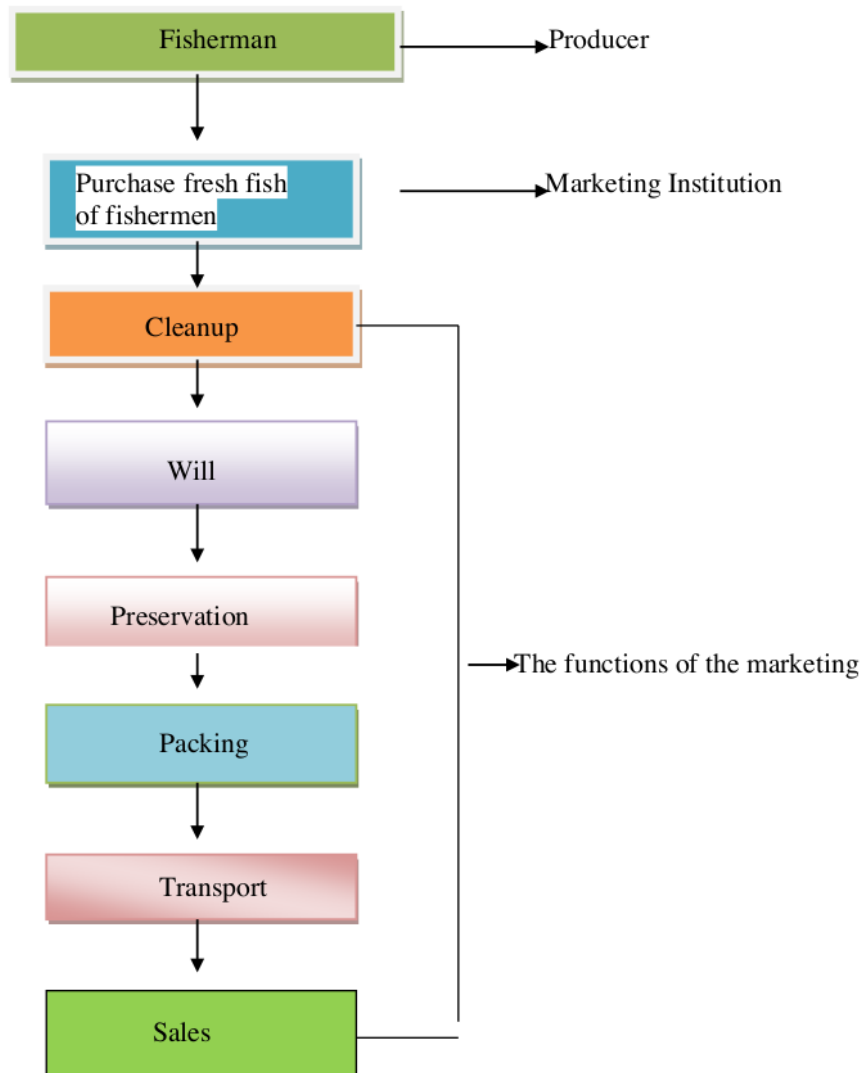 Fisherman
Producer
Purchase fresh fish
of fishermen
Marketing Institution
Cleanup
Will
Preservation
The functions of the marketing
Packing
Transport
Sales